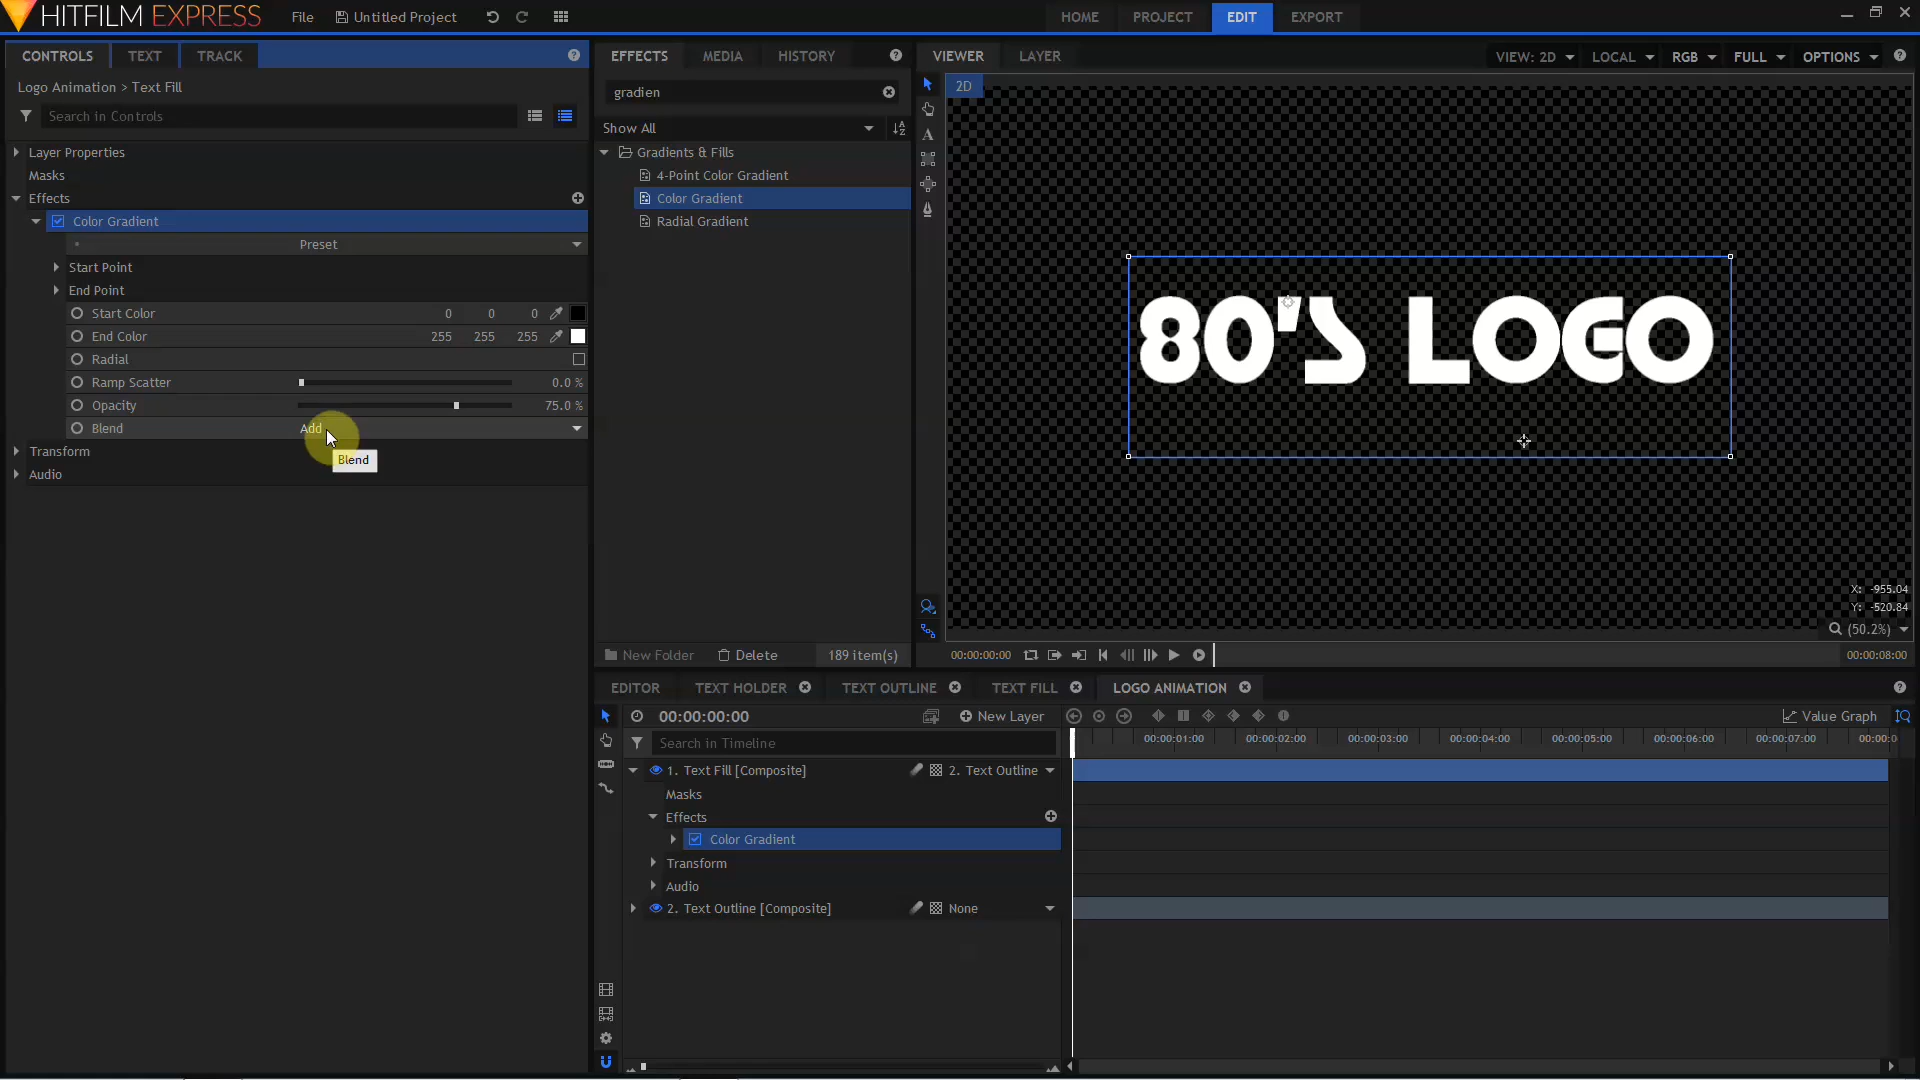 HITFILM EXPRESS
File
Untitled Project
HOME
PROJECT
EDIT
EXPORT
CONTROLS
TEXT
TRACK
Logo Animation > Text Fill
Search in Controls
Layer Properties
Masks
Effects
Color Gradient
Preset
Start Point
End Point
Start Color 0 0 0
End Color 255 255 255
Radial
Ramp Scatter 0.0 %
Opacity 75.0 %
Blend Add
Blend
Transform
Audio
EFFECTS
MEDIA
HISTORY
gradien
Show All
Gradients & Fills
4-Point Color Gradient
Color Gradient
Radial Gradient
New Folder
Delete
189 item(s)
VIEWER
LAYER
VIEW: 2D
LOCAL
RGB
FULL
OPTIONS
2D
80'S LOGO
X: -955.04
Y: -520.84
(50.2%)
00:00:00:00
00:00:08:00
EDITOR
TEXT HOLDER
TEXT OUTLINE
TEXT FILL
LOGO ANIMATION
00:00:00:00
New Layer
Value Graph
Search in Timeline
00:00:01:00
00:00:02:00
00:00:03:00
00:00:04:00
00:00:05:00
00:00:06:00
00:00:07:00
00:00:0
1. Text Fill [Composite]
2. Text Outline
Masks
Effects
Color Gradient
Transform
Audio
2. Text Outline [Composite]
None